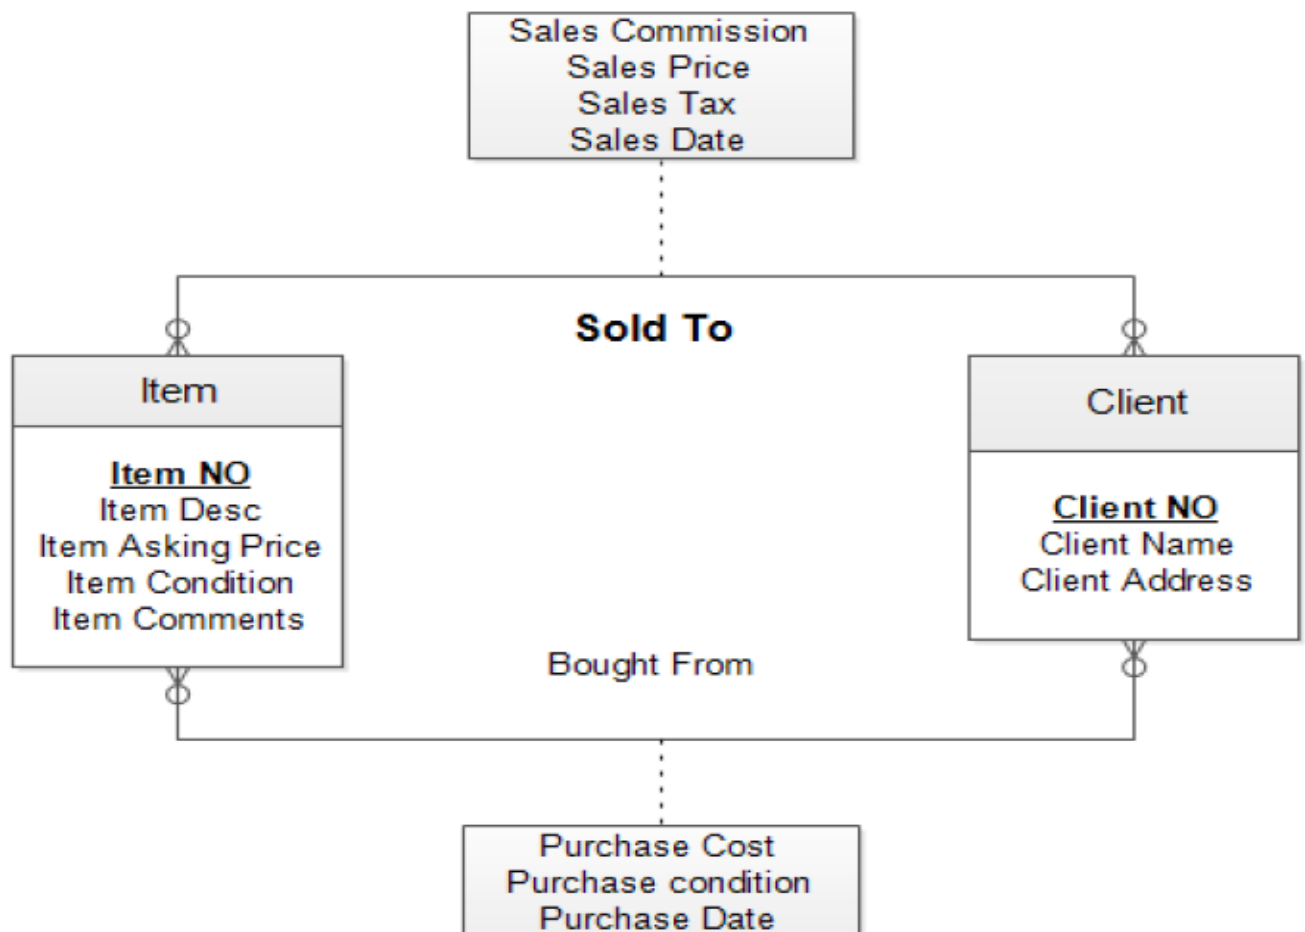 Sales Commission
Sales Price
Sales Tax
Sales Date
Sold To
Item
Item NO
Item Desc
Item Asking Price
Item Condition
Item Comments
Client
Client NO
Client Name
Client Address
Bought From
Purchase Cost
Purchase condition
Purchase Date